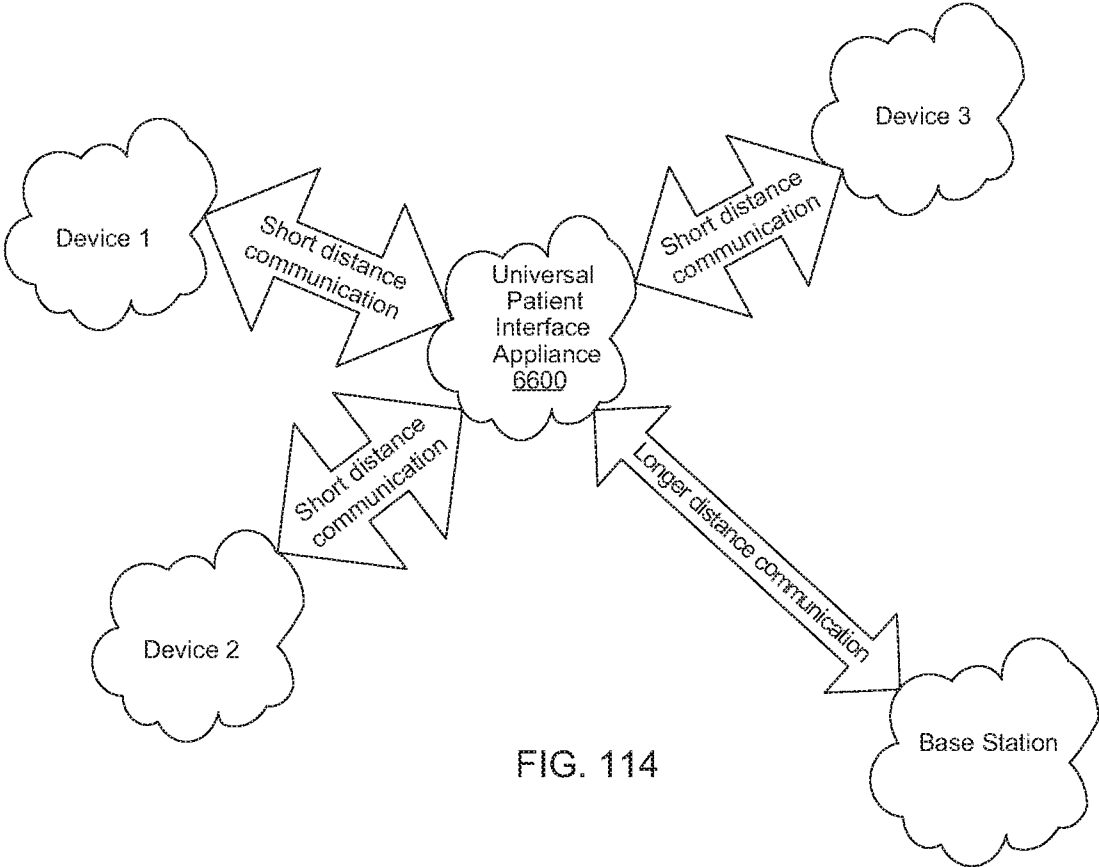 Device 3
Device 1
Short distance
communication
Short distance
communication
Universal
Patient
Interface
Appliance
6600
Short distance
communication
Longer distance communication
Device 2
Base Station
FIG. 114